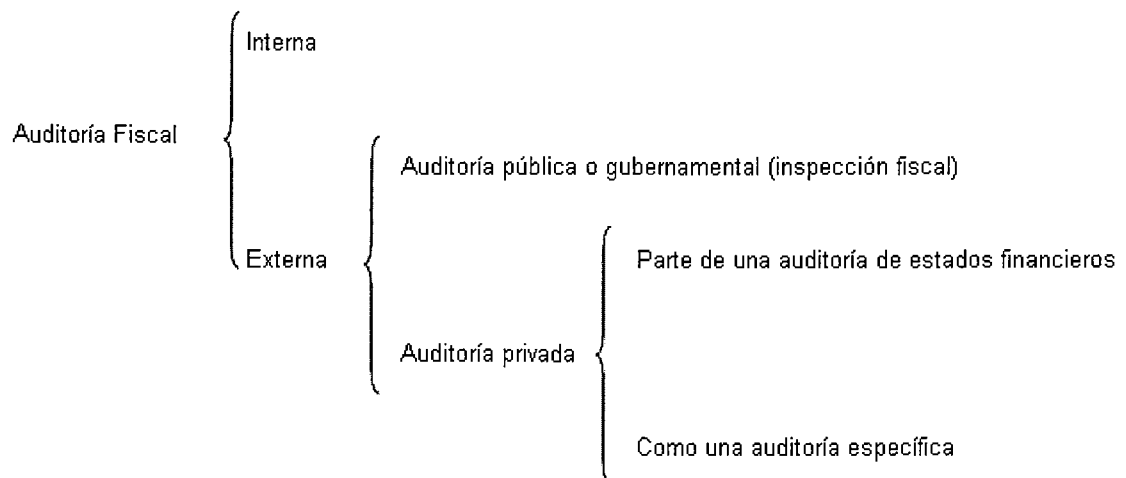 Interna
Auditoría Fiscal
Auditoría pública o gubernamental (inspección fiscal)
Externa
Parte de una auditoría de estados financieros
Auditoría privada
Como una auditoría específica